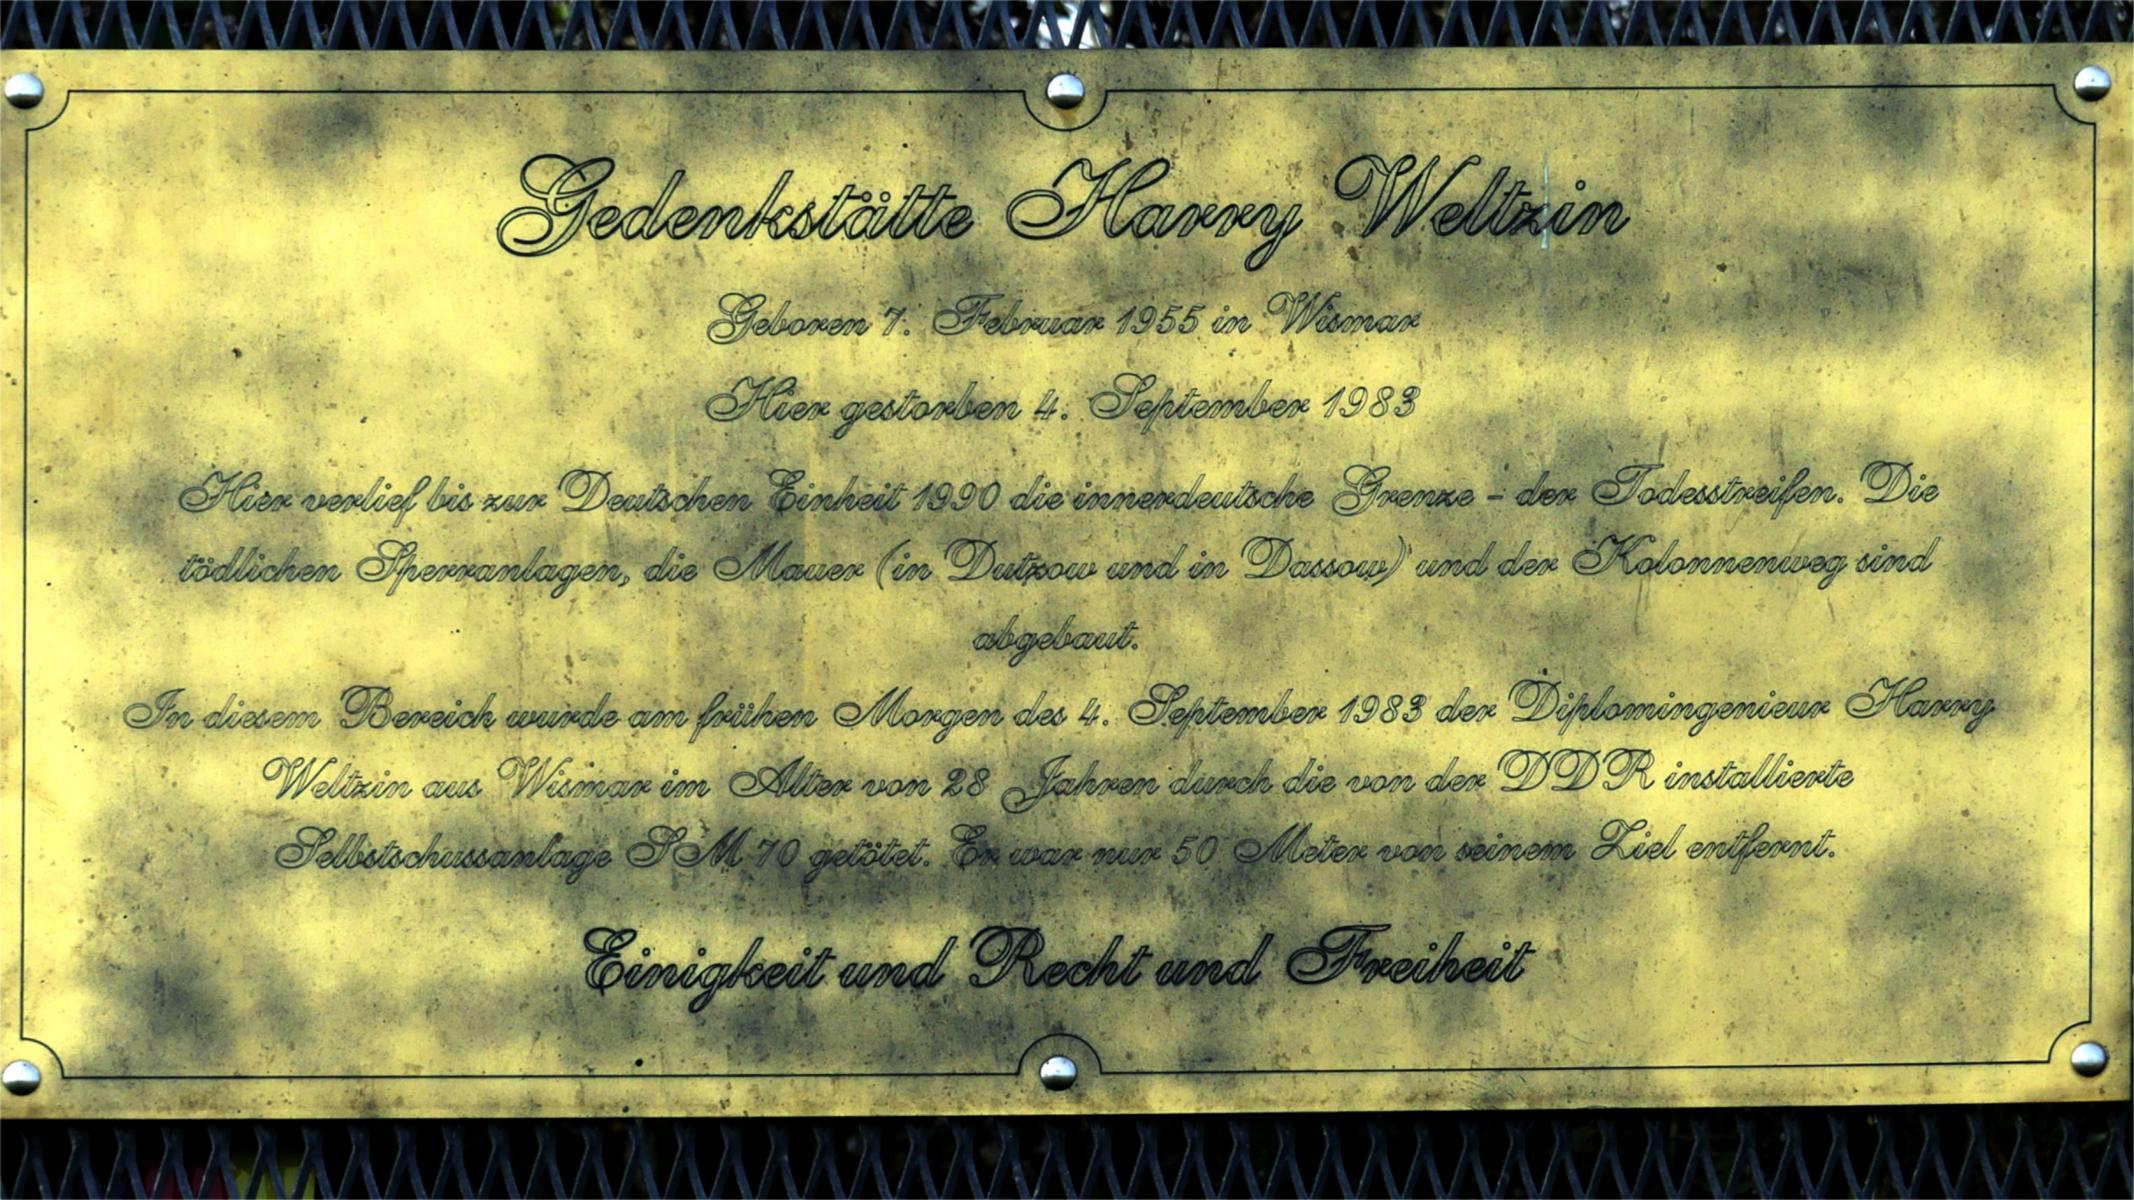 Gedenkstätte Harry Weltzin
Geboren 7. Februar 1955 in Wismar
Hier gestorben 4. September 1983
Hier verlief bis zur Deutschen Einheit 1990 die innerdeutsche Grenze - der Todesstreifen. Die
tödlichen Sperranlagen, die Mauer (in Dutzow und in Dassow) und der Kolonnenweg sind
abgebaut.
In diesem Bereich wurde am frühen Morgen des 4. September 1983 der Diplomingenieur Harry
Weltzin aus Wismar im Alter von 28 Jahren durch die von der DDR installierte
Selbstschussanlage SM 70 getötet. Er war nur 50 Meter von seinem Ziel entfernt.
Einigkeit und Recht und Freiheit